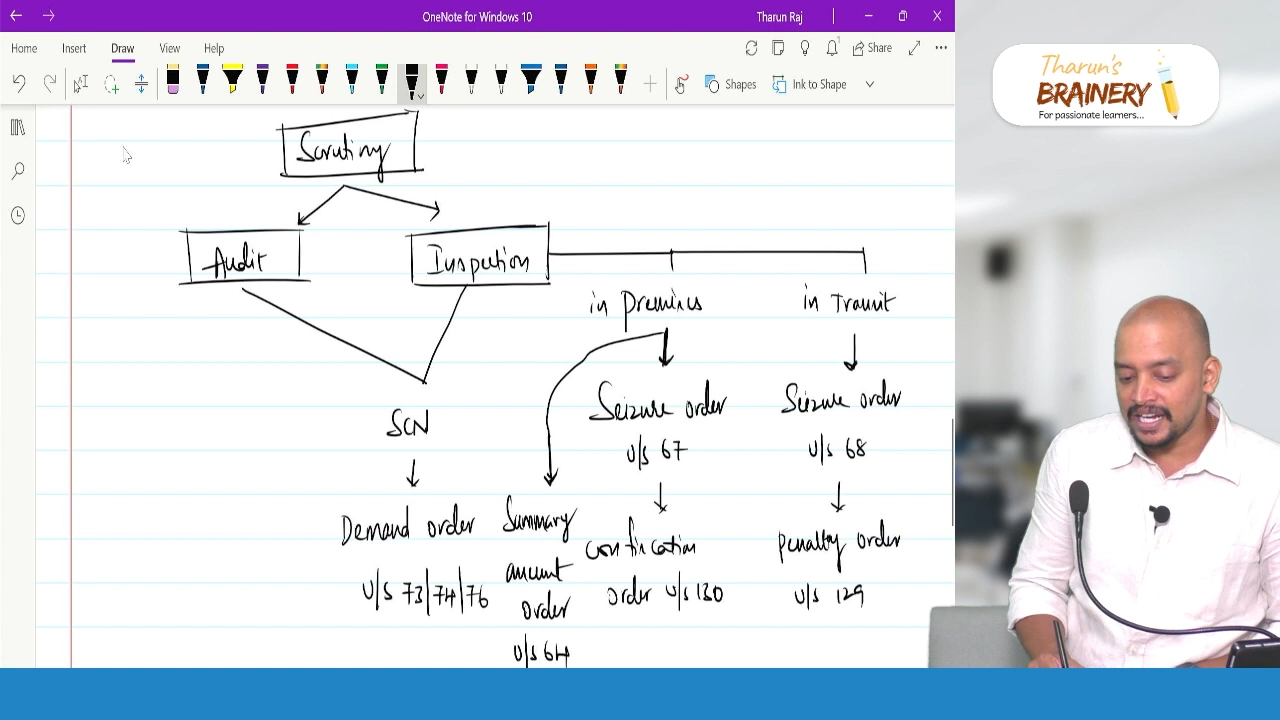 OneNote for Windows 10
Tharun Raj
Home Insert Draw View Help
Share
Shapes
Ink to Shape
Tharun's
BRAINERY
For passionate learners...
Scrutiny
Audit
Inspection
in Premises
in Transit
SCN
Demand order
u/s 73/74/76
Summary
amount
order
u/s 64
Seizure order
u/s 67
confiscation
order u/s 130
Seizure order
u/s 68
penalty order
u/s 129